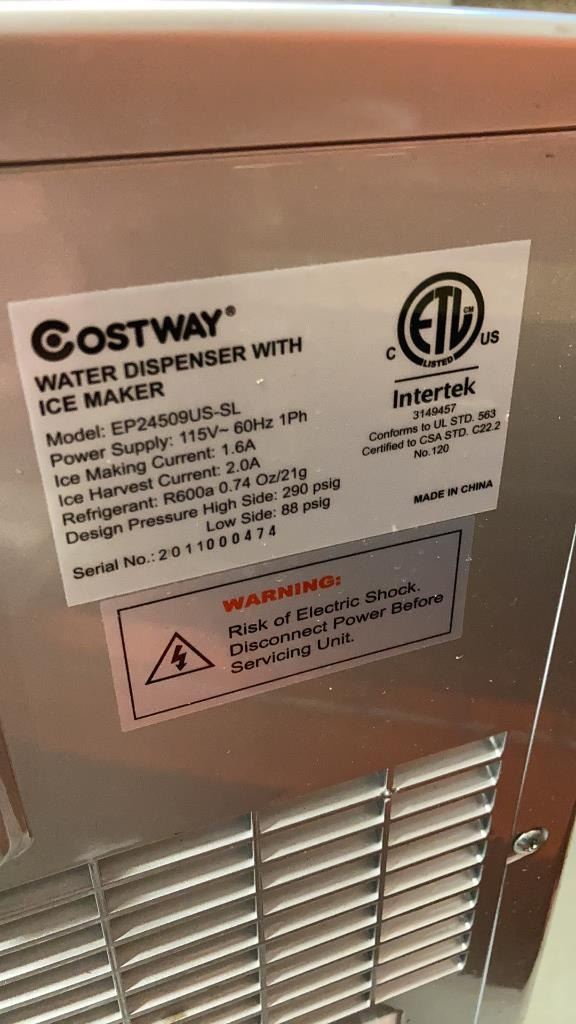 COSTWAY®
WATER DISPENSER WITH
ICE MAKER
Model: EP24509US-SL
Power Supply: 115V~ 60Hz 1Ph
Ice Making Current: 1.6A
Ice Harvest Current: 2.0A
Refrigerant: R600a 0.74 Oz/21g
Design Pressure High Side: 290 psig
Low Side: 88 psig
Serial No.: 2011000474
ETL CM
LISTED
C US
Intertek
3149457
Conforms to UL STD. 563
Certified to CSA STD. C22.2
No.120
MADE IN CHINA
WARNING:
Risk of Electric Shock.
Disconnect Power Before
Servicing Unit.